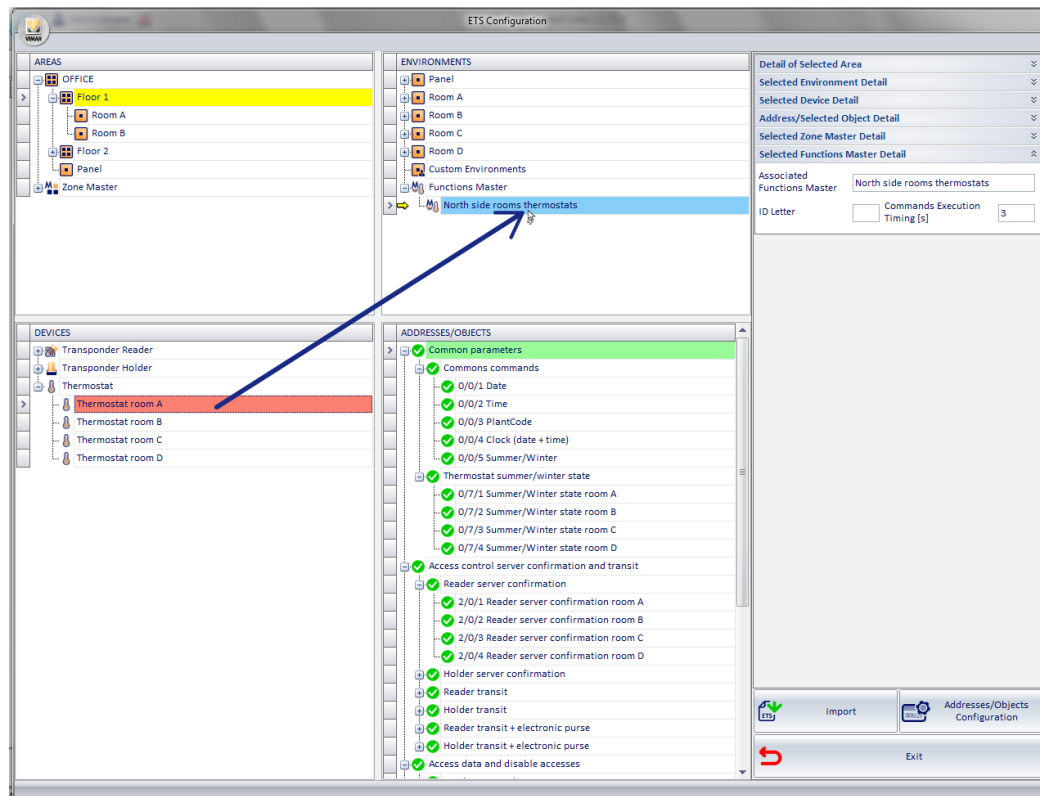 ETS Configuration
VIMAR
AREAS
OFFICE
Floor 1
Room A
Room B
Floor 2
Panel
Zone Master
ENVIRONMENTS
Panel
Room A
Room B
Room C
Room D
Custom Environments
Functions Master
North side rooms thermostats
Detail of Selected Area
Selected Environment Detail
Selected Device Detail
Address/Selected Object Detail
Selected Zone Master Detail
Selected Functions Master Detail
Associated
Functions Master
North side rooms thermostats
ID Letter
Commands Execution
Timing [s]
3
DEVICES
Transponder Reader
Transponder Holder
Thermostat
Thermostat room A
Thermostat room B
Thermostat room C
Thermostat room D
ADDRESSES/OBJECTS
Common parameters
Commons commands
0/0/1 Date
0/0/2 Time
0/0/3 PlantCode
0/0/4 Clock (date + time)
0/0/5 Summer/Winter
Thermostat summer/winter state
0/7/1 Summer/Winter state room A
0/7/2 Summer/Winter state room B
0/7/3 Summer/Winter state room C
0/7/4 Summer/Winter state room D
Access control server confirmation and transit
Reader server confirmation
2/0/1 Reader server confirmation room A
2/0/2 Reader server confirmation room B
2/0/3 Reader server confirmation room C
2/0/4 Reader server confirmation room D
Holder server confirmation
Reader transit
Holder transit
Reader transit + electronic purse
Holder transit + electronic purse
Access data and disable accesses
ETS
Import
Addresses/Objects
Configuration
Exit